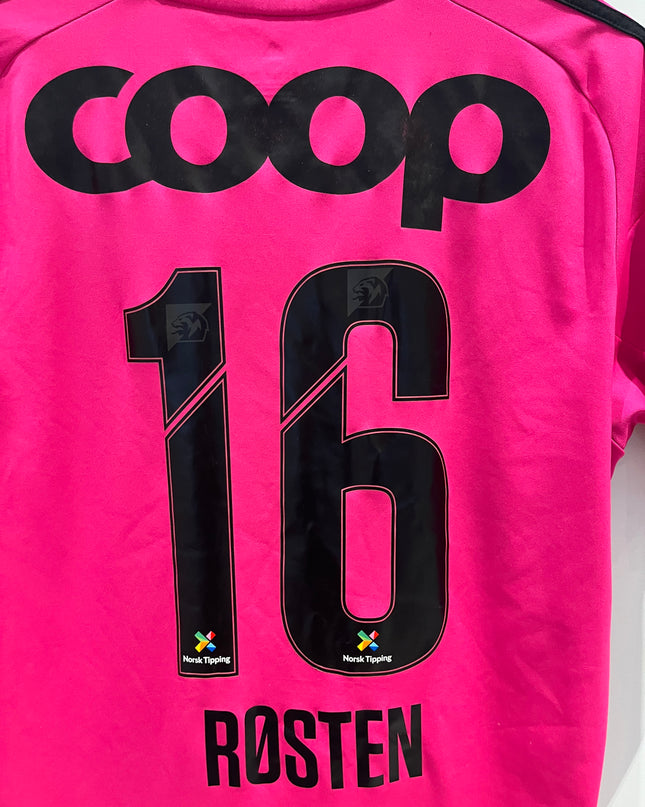 coop
16
Norsk Tipping Norsk Tipping
RØSTEN